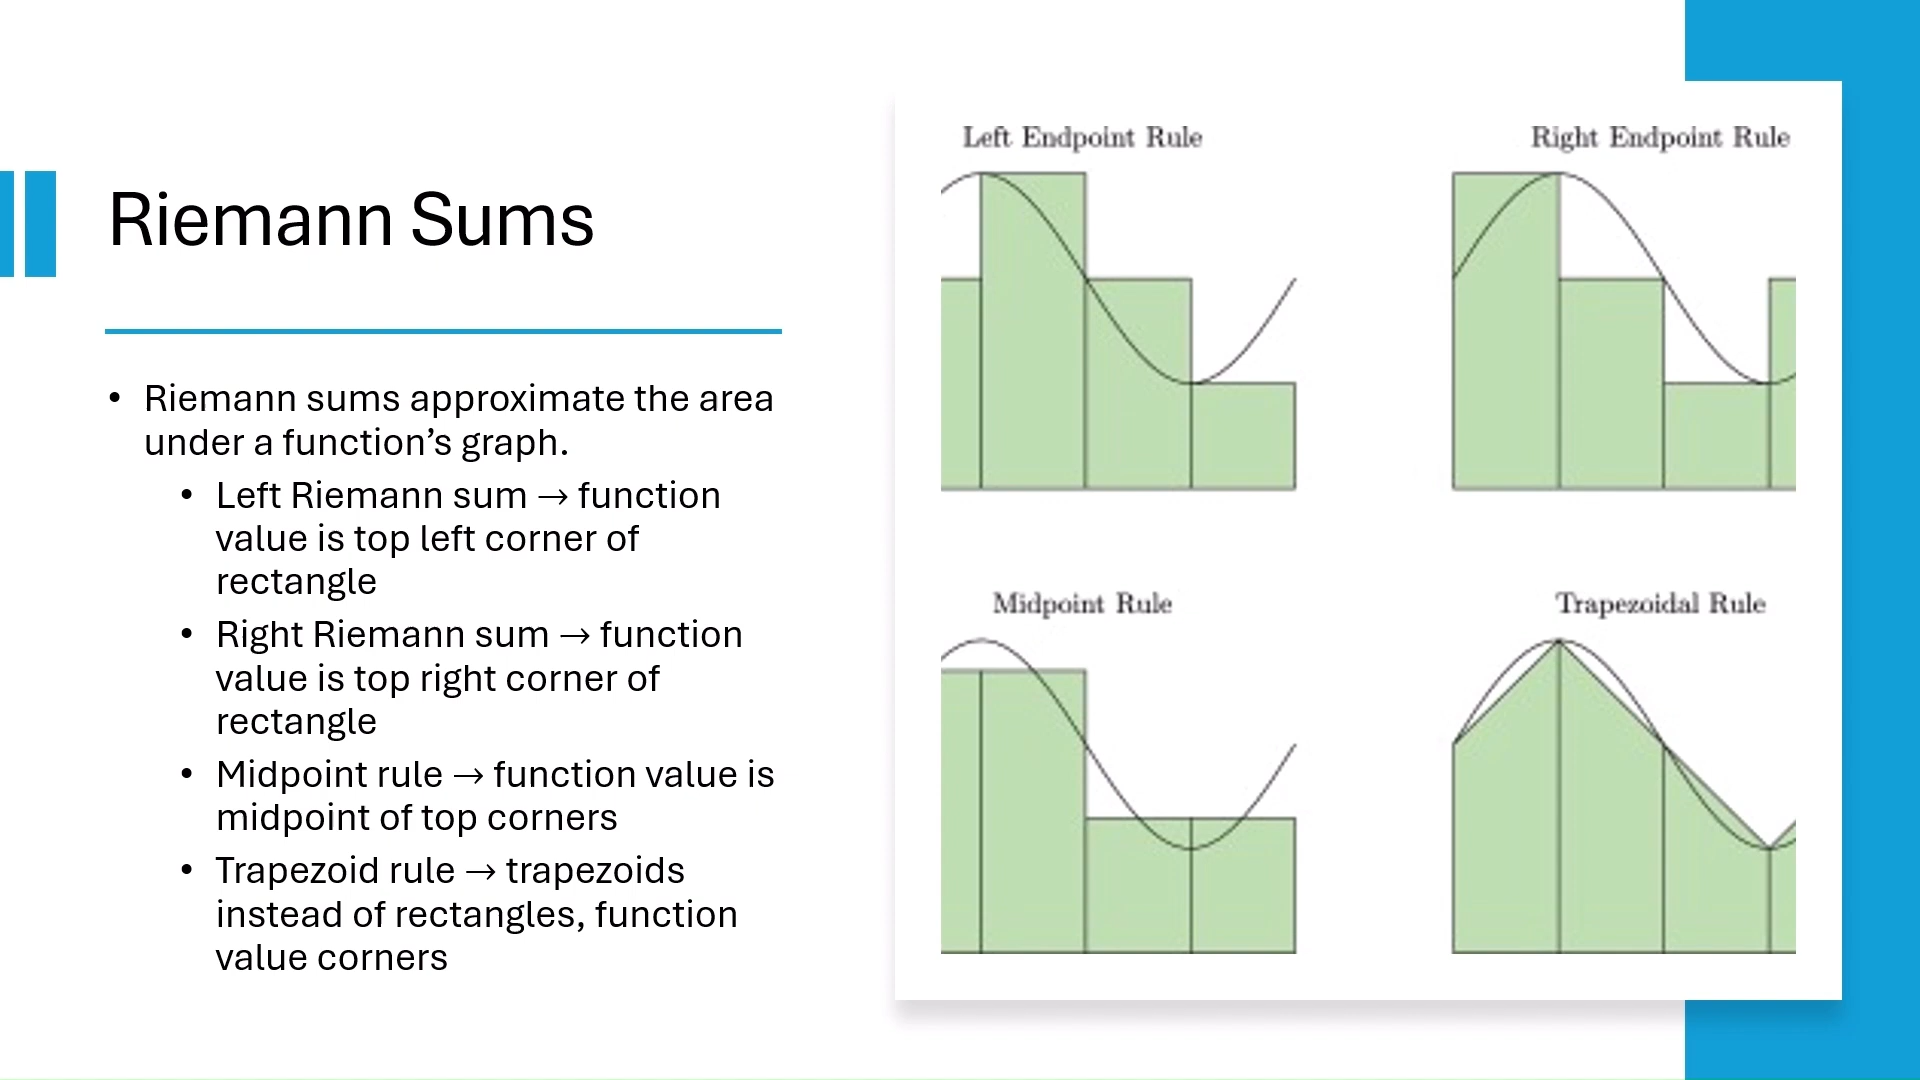 Riemann Sums
• Riemann sums approximate the area
under a function’s graph.
• Left Riemann sum → function
value is top left corner of
rectangle
• Right Riemann sum → function
value is top right corner of
rectangle
• Midpoint rule → function value is
midpoint of top corners
• Trapezoid rule → trapezoids
instead of rectangles, function
value corners
Left Endpoint Rule
Right Endpoint Rule
Midpoint Rule
Trapezoidal Rule